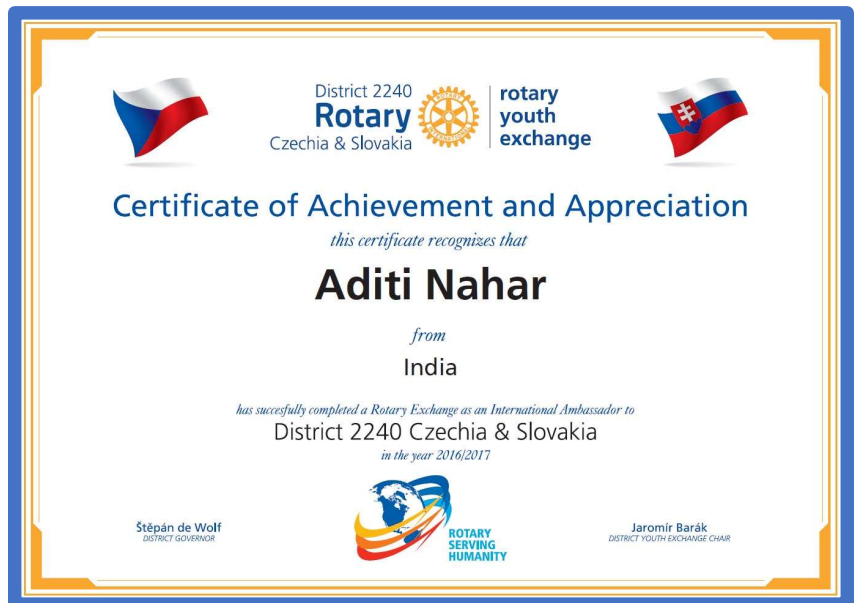 District 2240
Rotary
Czechia & Slovakia
ROTARY
INTERNATIONAL
rotary
youth
exchange
Certificate of Achievement and Appreciation
this certificate recognizes that
Aditi Nahar
from
India
has succesfully completed a Rotary Exchange as an International Ambassador to
District 2240 Czechia & Slovakia
in the year 2016/2017
Štěpán de Wolf
DISTRICT GOVERNOR
ROTARY
SERVING
HUMANITY
Jaromír Barák
DISTRICT YOUTH EXCHANGE CHAIR